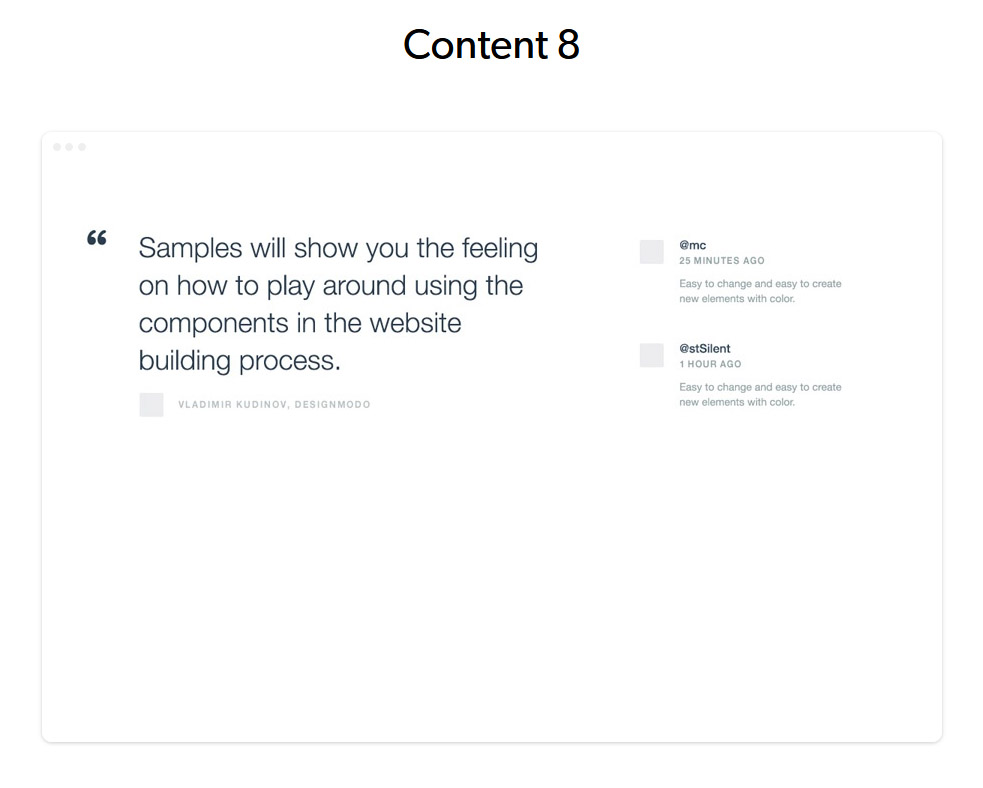 Content 8
“
Samples will show you the feeling
on how to play around using the
components in the website
building process.
VLADIMIR KUDINOV, DESIGNMODO
@mc
25 MINUTES AGO
Easy to change and easy to create
new elements with color.
@stSilent
1 HOUR AGO
Easy to change and easy to create
new elements with color.